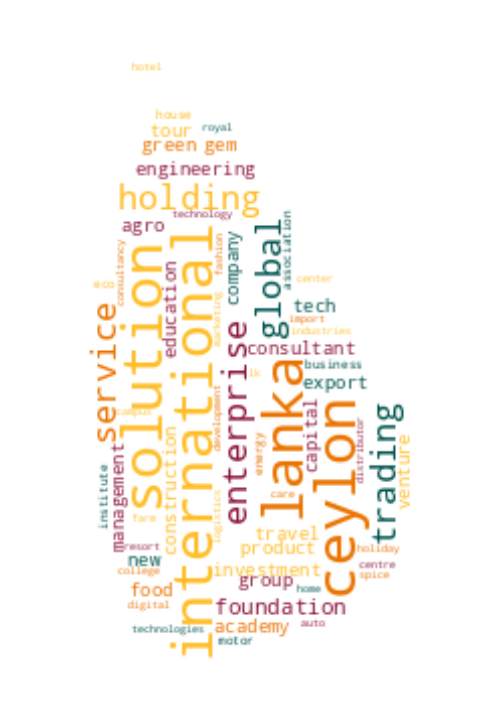 hotel
house
tour
royal
green
gem
engineering
holding
technology
agro
association
global
company
fashion
international
solution
consultancy
education
eco
center
marketing
tech
import
industries
service
enterprise
consultant
business
lanka
lk
export
ceylon
capital
trading
campus
development
distributor
construction
energy
venture
management
institute
care
logistics
fare
travel
product
holiday
resort
new
college
investment
centre
spice
group
home
food
digital
foundation
technologies
academy
auto
motor